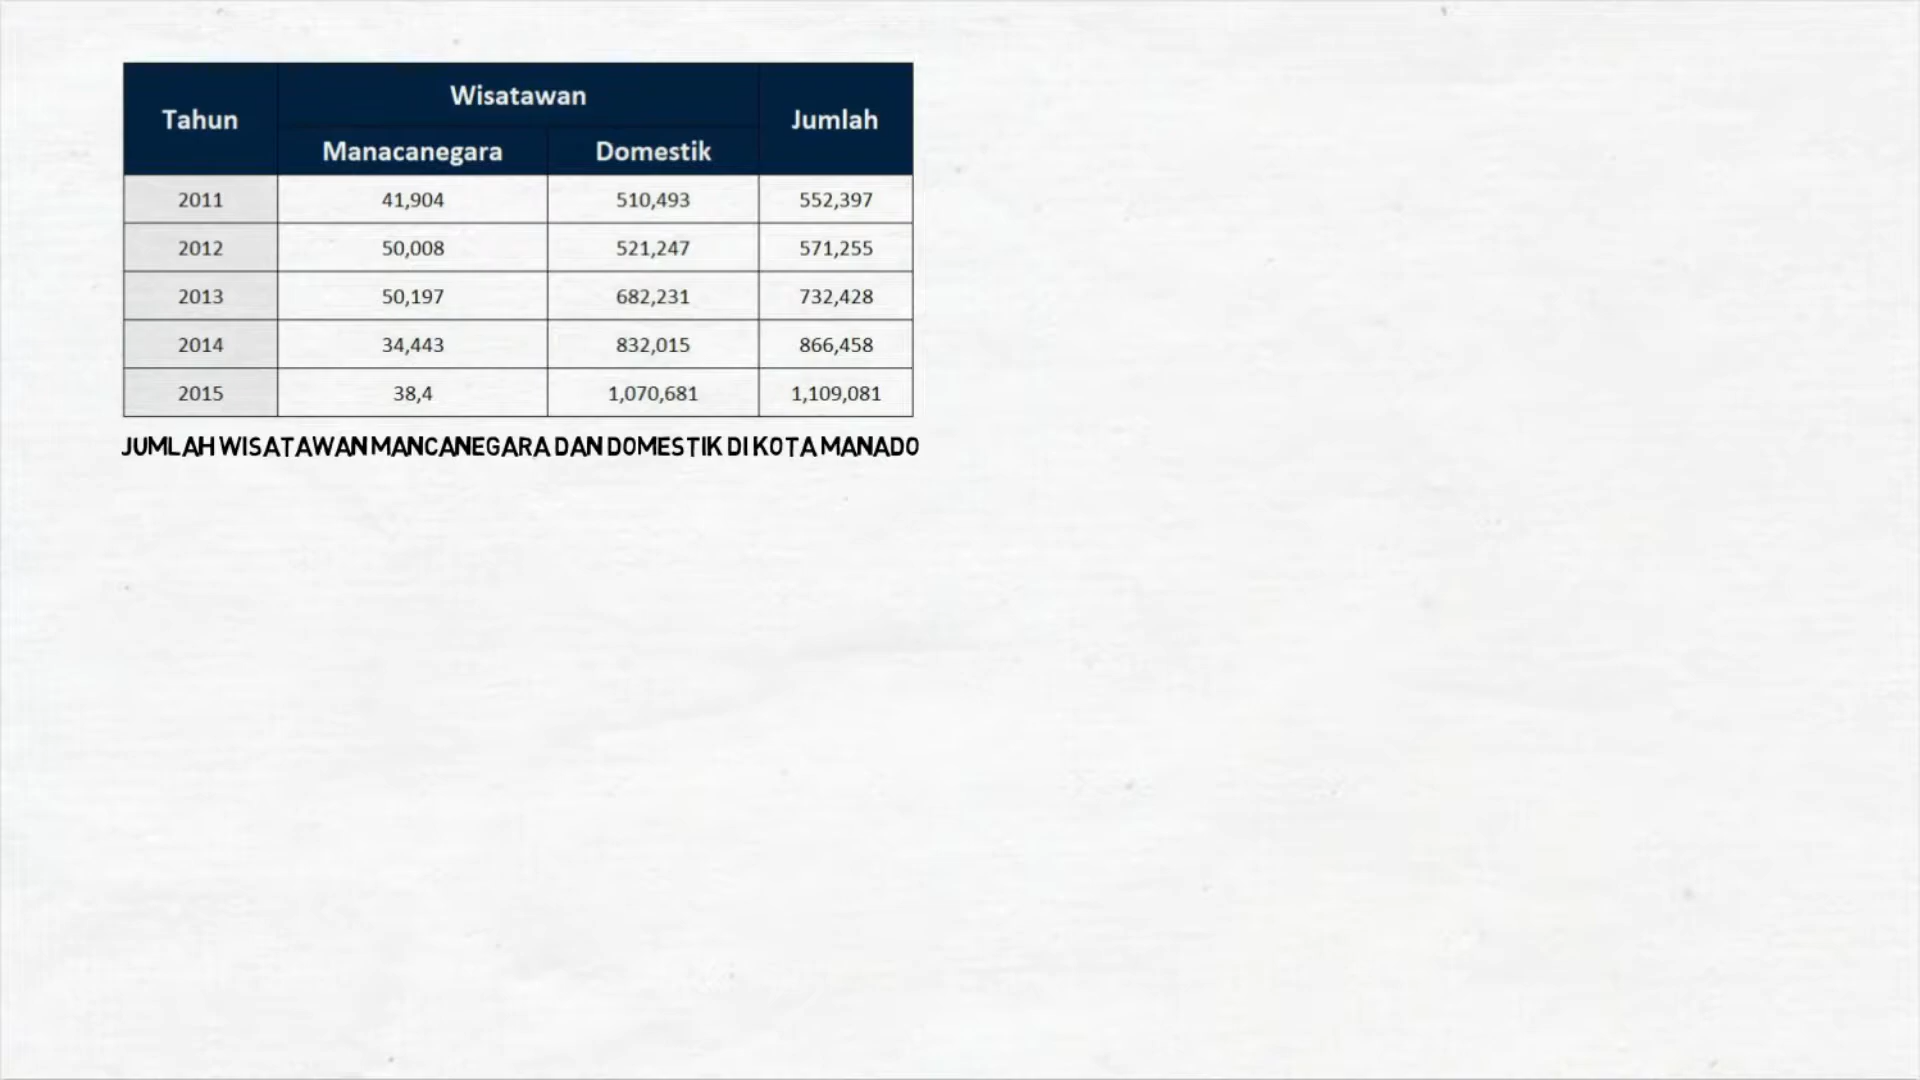 Tahun Wisatawan Jumlah
Manacanegara Domestik
2011 41,904 510,493 552,397
2012 50,008 521,247 571,255
2013 50,197 682,231 732,428
2014 34,443 832,015 866,458
2015 38,4 1,070,681 1,109,081
JUMLAH WISATAWAN MANCANEGARA DAN DOMESTIK DI KOTA MANADO